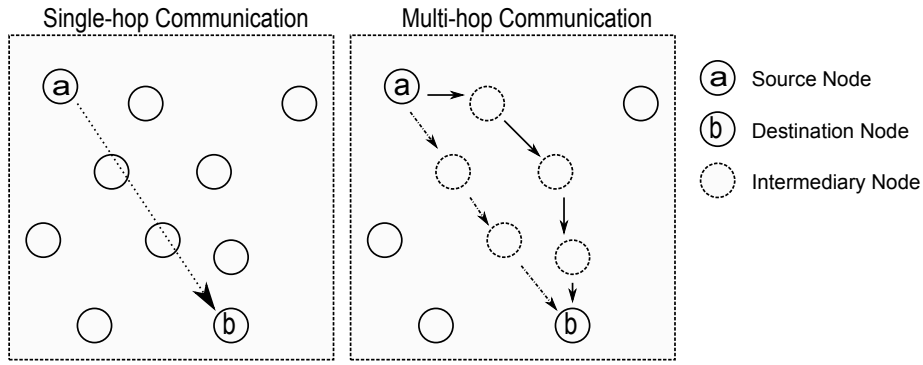 Single-hop Communication
Multi-hop Communication
a
b
a
b
a Source Node
b Destination Node
Intermediary Node